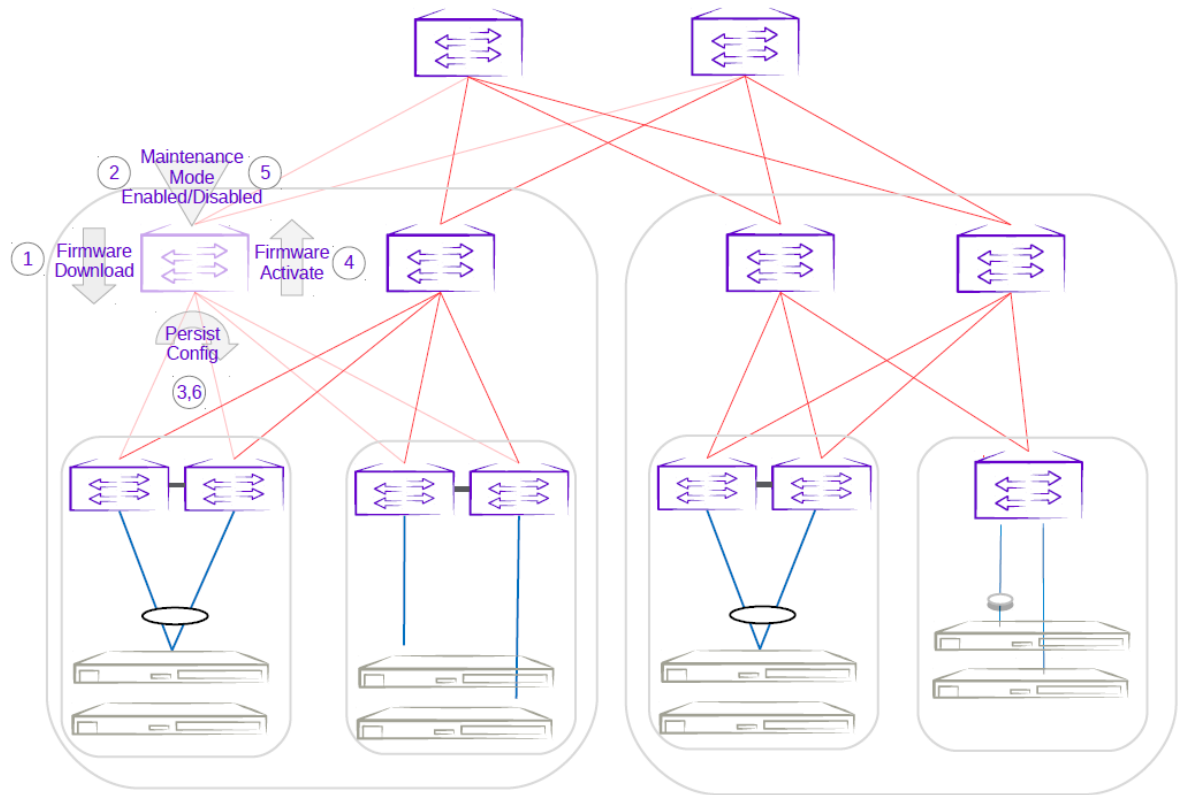 2
Maintenance
Mode
Enabled/Disabled
5
1
Firmware
Download
Firmware
Activate
4
Persist
Config
3,6